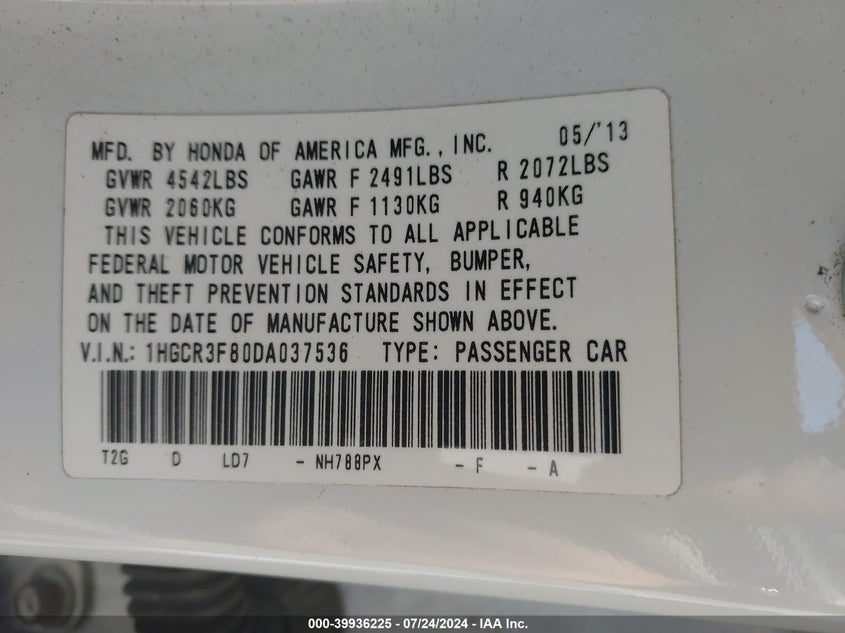 MFD. BY HONDA OF AMERICA MFG., INC. 05/'13
GVWR 4542LBS GAWR F 2491LBS R 2072LBS
GVWR 2060KG GAWR F 1130KG R 940KG
THIS VEHICLE CONFORMS TO ALL APPLICABLE
FEDERAL MOTOR VEHICLE SAFETY, BUMPER,
AND THEFT PREVENTION STANDARDS IN EFFECT
ON THE DATE OF MANUFACTURE SHOWN ABOVE.
V.I.N.: 1HGCR3F80DA037536 TYPE: PASSENGER CAR
T2G D LD7 - NH788PX - F - A
000-39936225 - 07/24/2024 - IAA Inc.